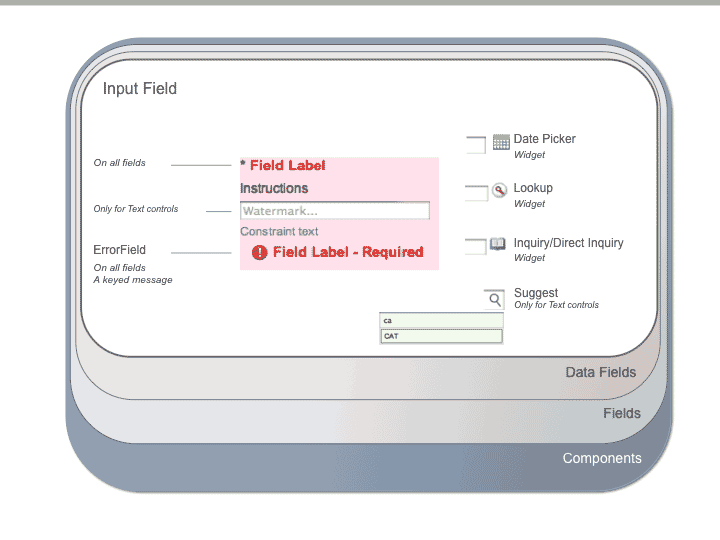 Input Field
On all fields
* Field Label
Instructions
Only for Text controls
Watermark...
Constraint text
ErrorField
Field Label - Required
On all fields
A keyed message
Date Picker
Widget
Lookup
Widget
Inquiry/Direct Inquiry
Widget
Suggest
Only for Text controls
ca
CAT
Data Fields
Fields
Components